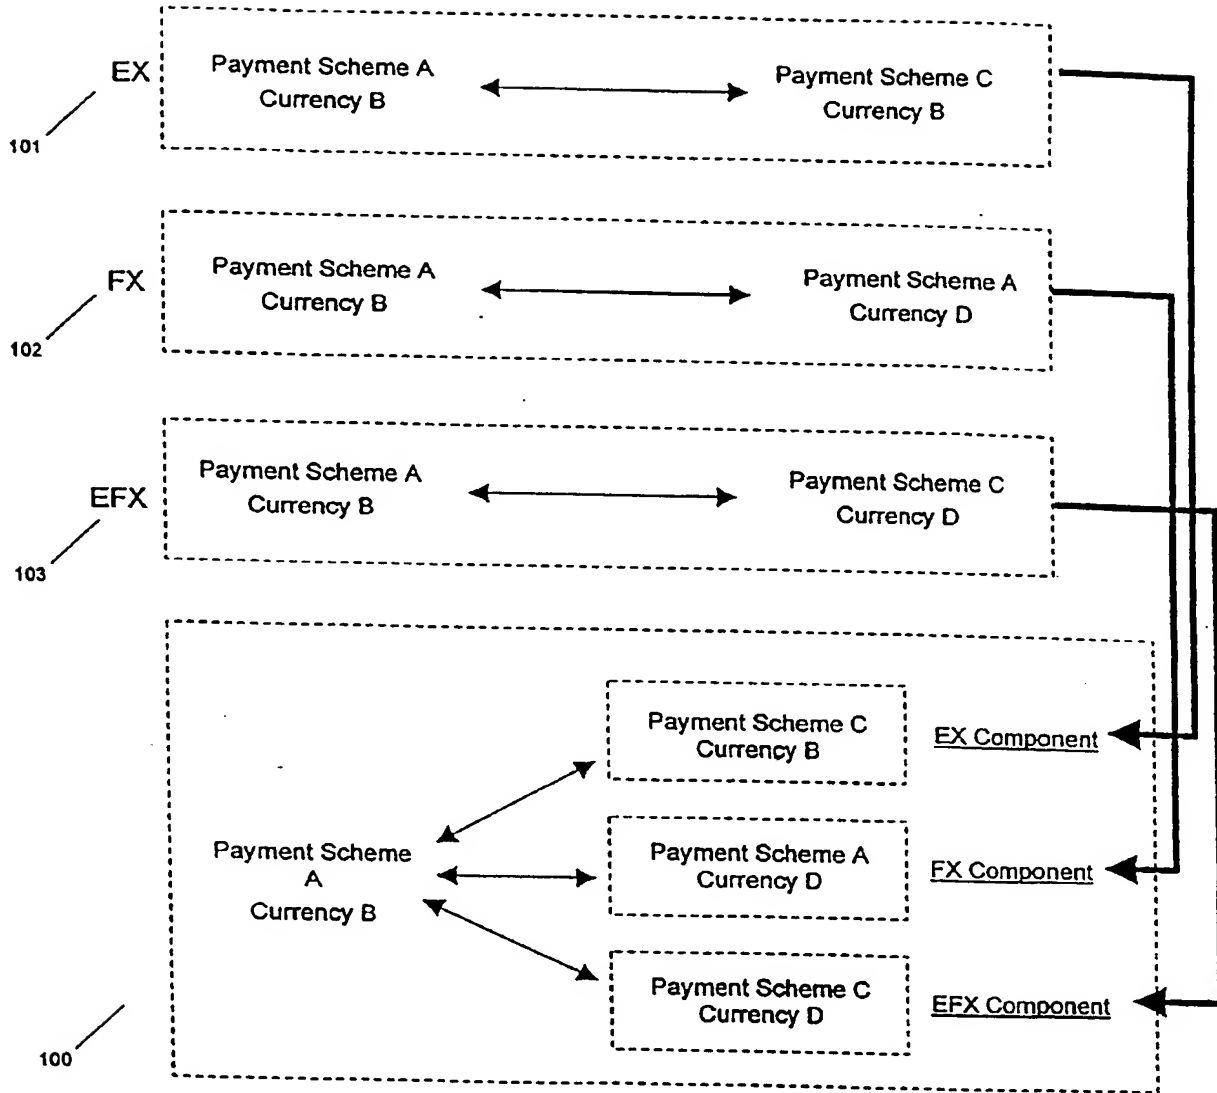 EX
Payment Scheme A
Currency B
Payment Scheme C
Currency B
101
FX
Payment Scheme A
Currency B
Payment Scheme A
Currency D
102
EFX
Payment Scheme A
Currency B
Payment Scheme C
Currency D
103
Payment Scheme C
Currency B
EX Component
Payment Scheme
A
Currency B
Payment Scheme A
Currency D
FX Component
Payment Scheme C
Currency D
EFX Component
100